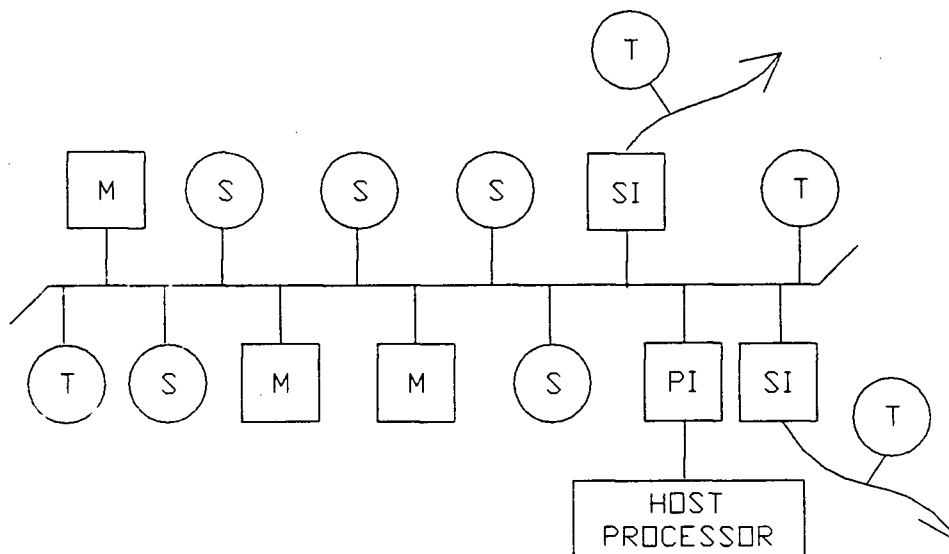 T
M S S S SI T
T S M M S PI SI T
HOST
PROCESSOR